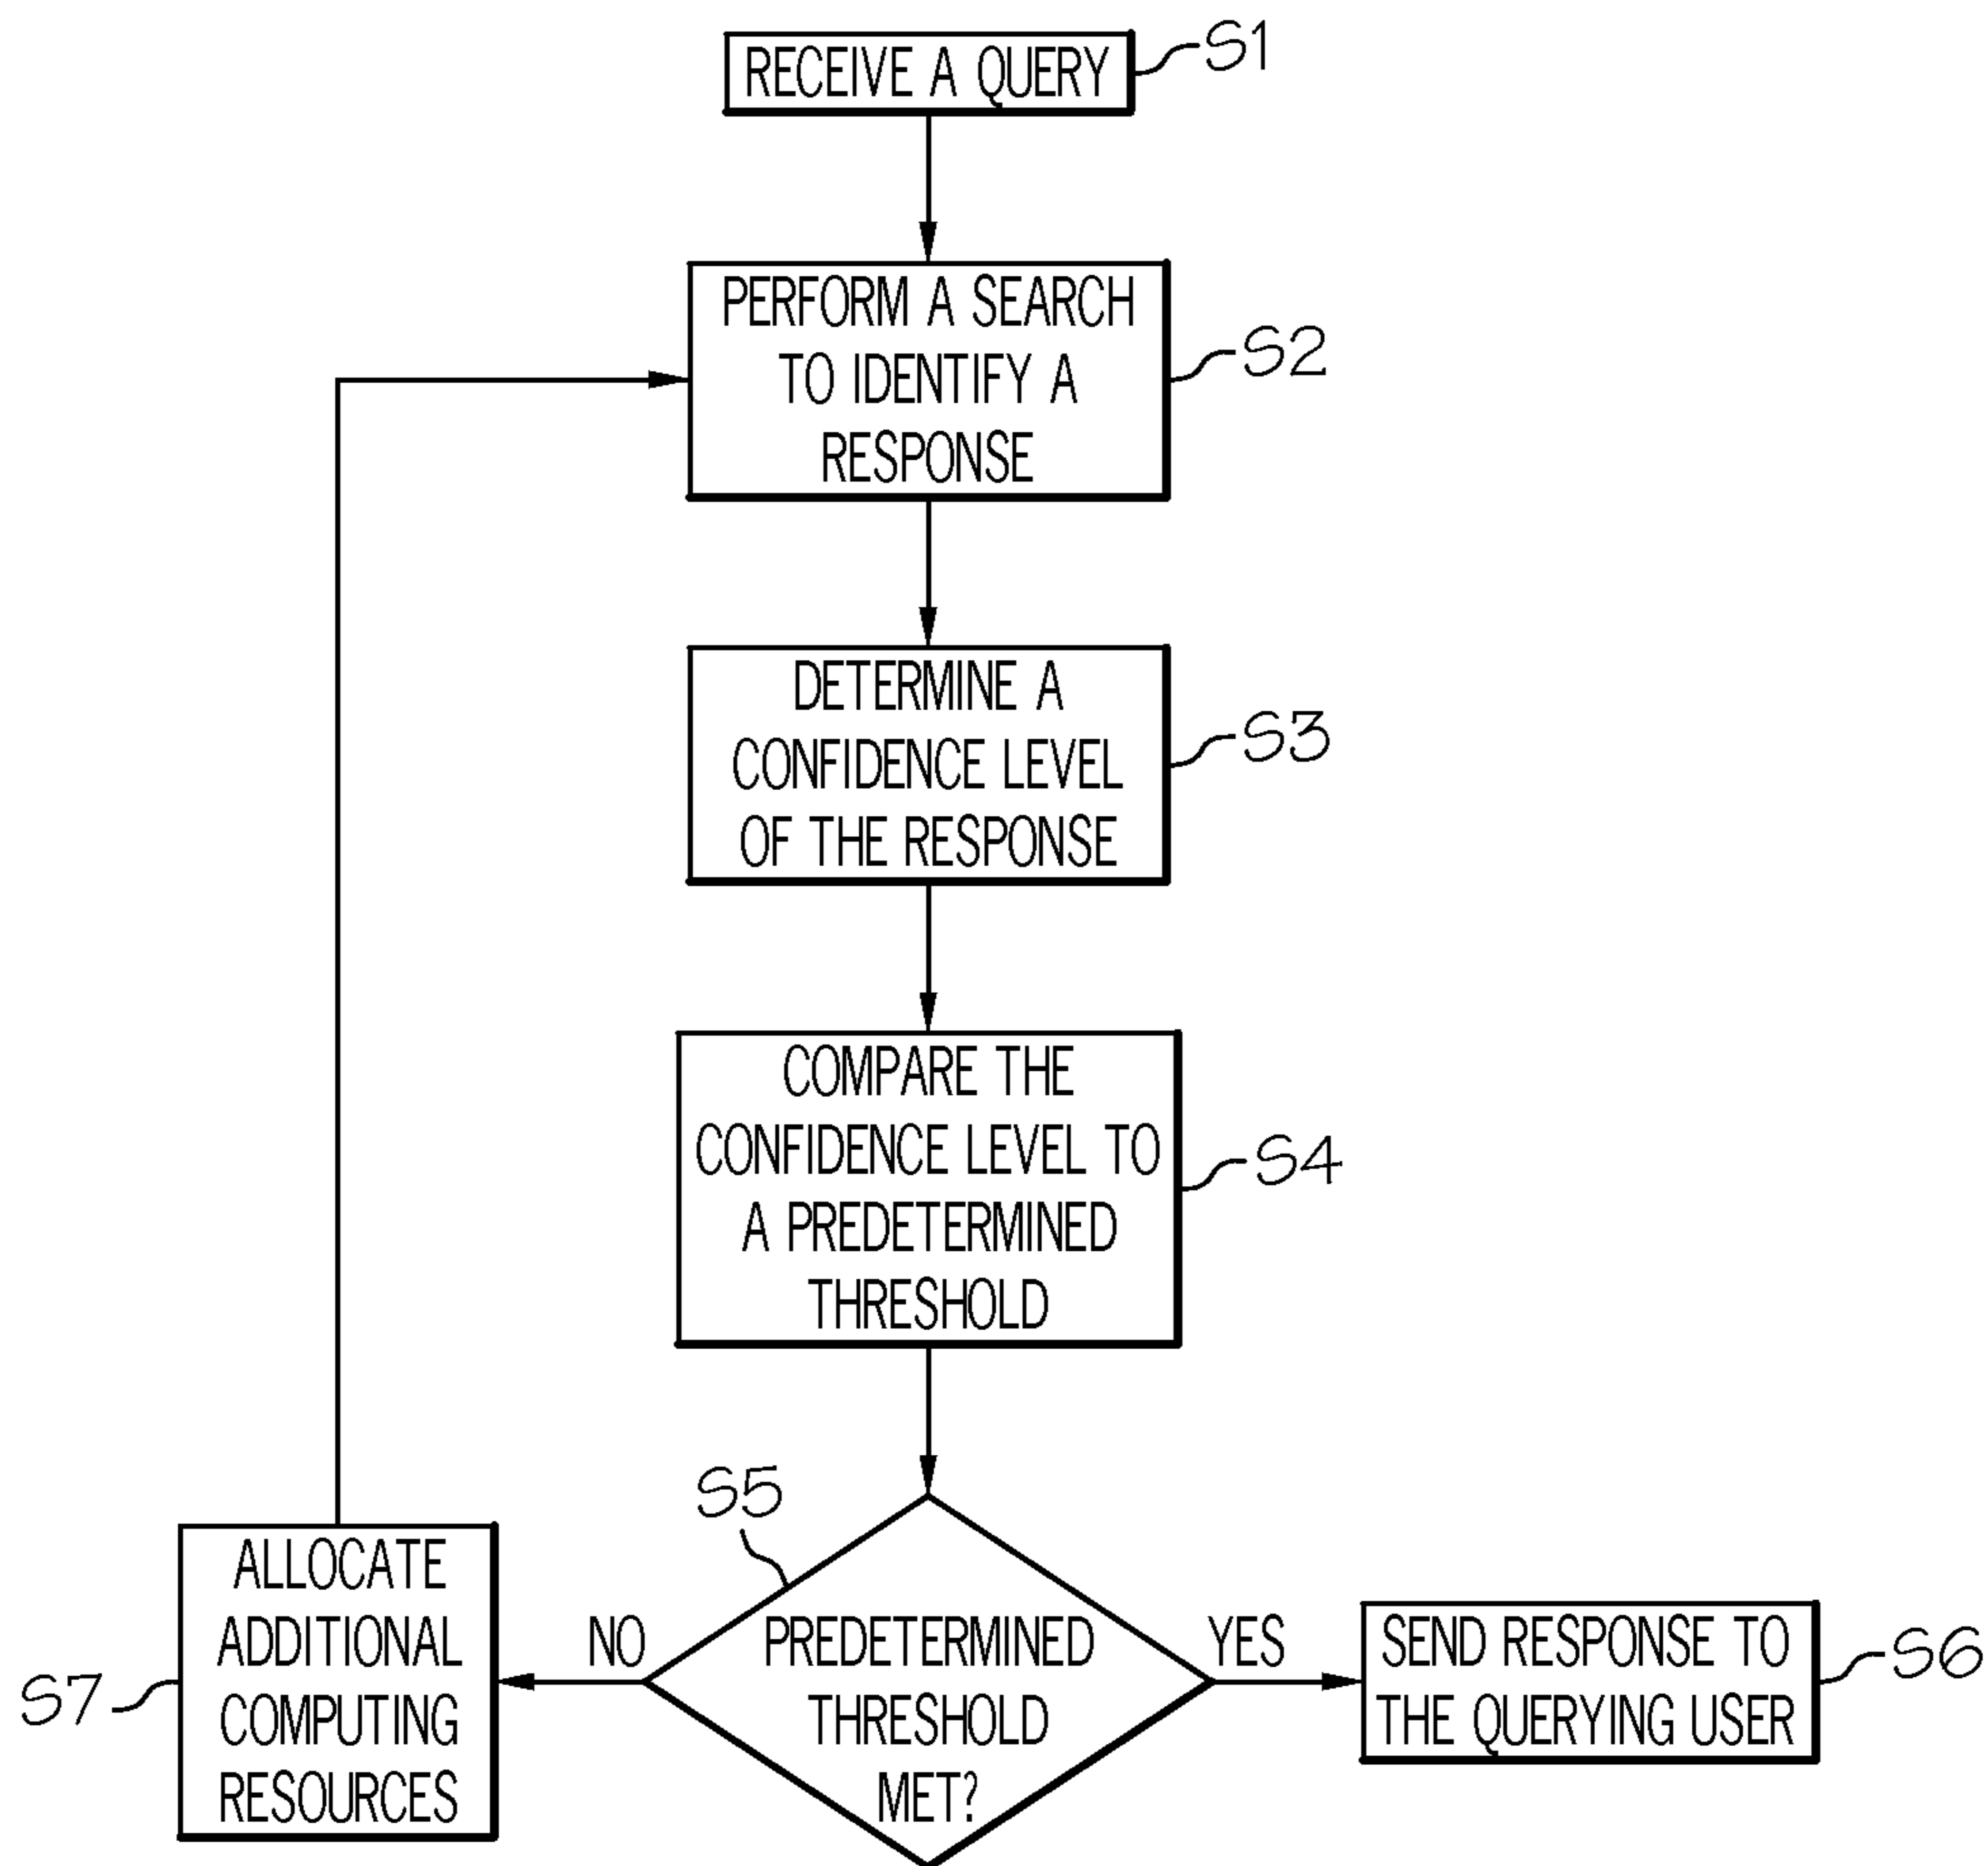 RECEIVE A QUERY
S1
PERFORM A SEARCH
TO IDENTIFY A
RESPONSE
S2
DETERMINE A
CONFIDENCE LEVEL
OF THE RESPONSE
S3
COMPARE THE
CONFIDENCE LEVEL TO
A PREDETERMINED
THRESHOLD
S4
S5
PREDETERMINED
THRESHOLD
MET?
NO
YES
ALLOCATE
ADDITIONAL
COMPUTING
RESOURCES
S7
SEND RESPONSE TO
THE QUERYING USER
S6